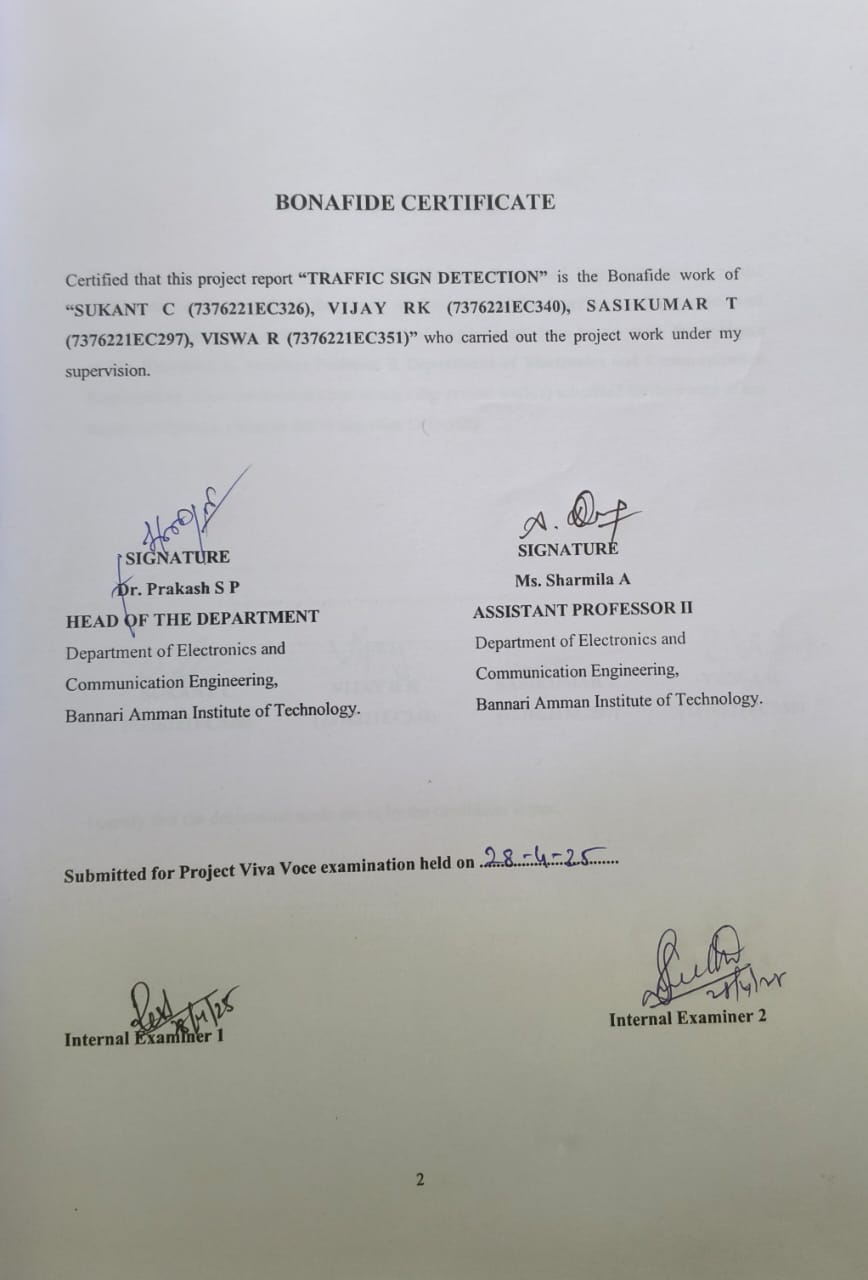 BONAFIDE CERTIFICATE
Certified that this project report “TRAFFIC SIGN DETECTION” is the Bonafide work of
“SUKANT C (7376221EC326), VIJAY RK (7376221EC340), SASIKUMAR T
(7376221EC297), VISWA R (7376221EC351)” who carried out the project work under my
supervision.
SIGNATURE
Dr. Prakash S P
HEAD OF THE DEPARTMENT
Department of Electronics and
Communication Engineering,
Bannari Amman Institute of Technology.
SIGNATURE
Ms. Sharmila A
ASSISTANT PROFESSOR II
Department of Electronics and
Communication Engineering,
Bannari Amman Institute of Technology.
Submitted for Project Viva Voce examination held on 28-4-25
28/4/25
Internal Examiner 1
Internal Examiner 2
2